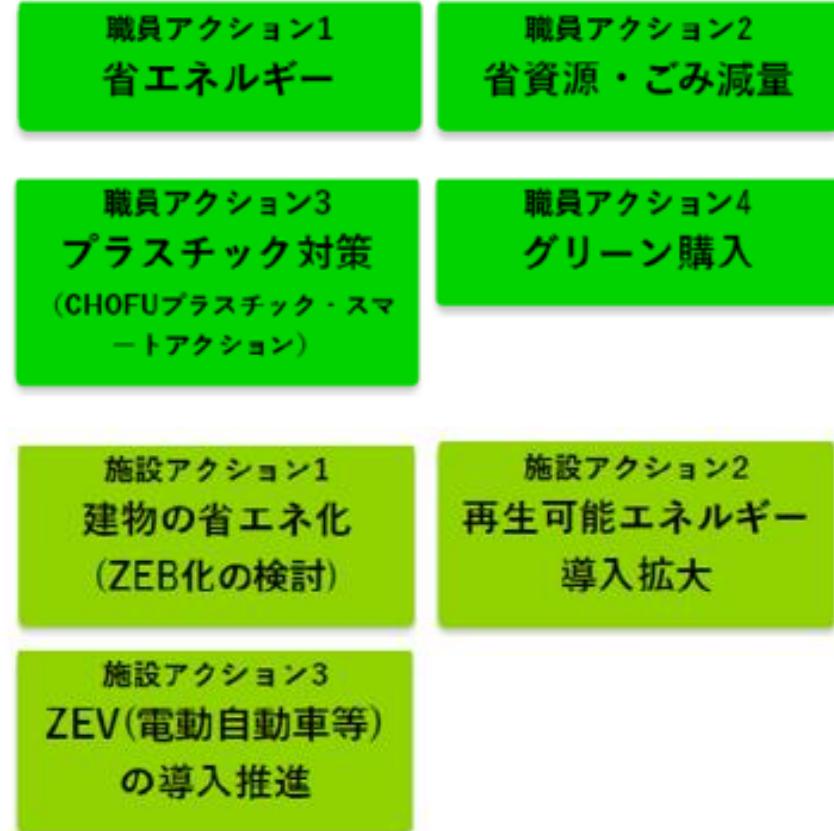 職員アクション1
省エネルギー
職員アクション2
省資源・ごみ減量
職員アクション3
プラスチック対策
（CHOFUプラスチック・スマ
ートアクション）
職員アクション4
グリーン購入
施設アクション1
建物の省エネ化
(ZEB化の検討)
施設アクション2
再生可能エネルギー
導入拡大
施設アクション3
ZEV(電動自動車等)
の導入推進